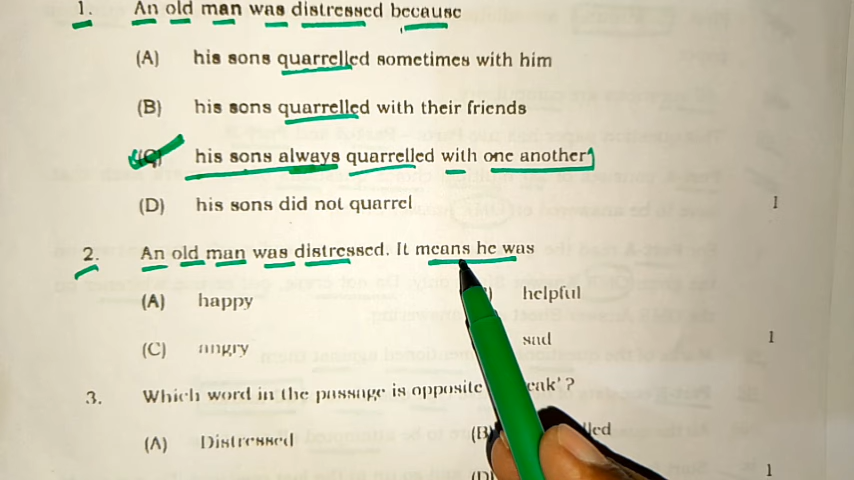 1. An old man was distressed because
(A) his sons quarrelled sometimes with him
(B) his sons quarrelled with their friends
(C) his sons always quarrelled with one another
(D) his sons did not quarrel 1
2. An old man was distressed. It means he was
(A) happy helpful
(C) angry sad 1
3. Which word in the passage is opposite eak'?
(A) Distressed (B) lled
(D) 1